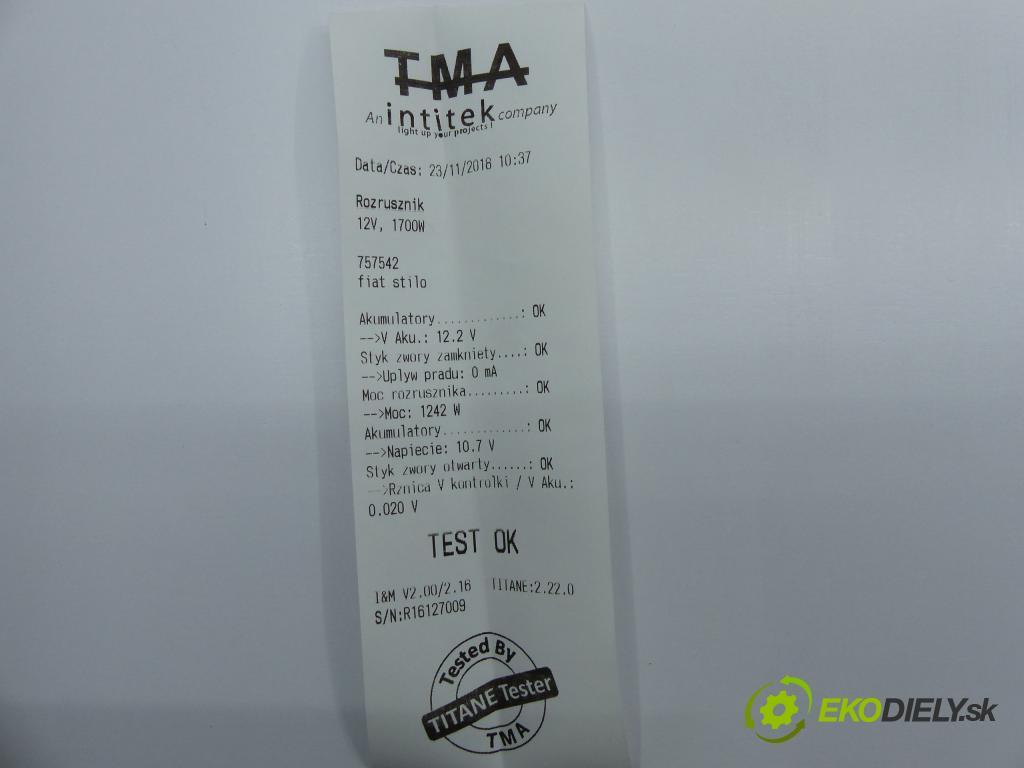 TMA
An intitek company
light up your projects!
Data/Czas: 23/11/2018 10:37
Rozrusznik
12V, 1700W
757542
fiat stilo
Akumulatory.............: OK
-->V Aku.: 12.2 V
Styk zwory zamkniety....: OK
-->Uplyw pradu: 0 mA
Moc rozrusznika.........: OK
-->Moc: 1242 W
Akumulatory.............: OK
-->Napiecie: 10.7 V
Styk zwory otwarty......: OK
-->Rznica V kontrolki / V Aku.:
0.020 V
TEST OK
I&M V2.00/2.16 TITANE:2.22.0
S/N:R16127009
Tested By
TITANE Tester
TMA
EKODIELY.sk